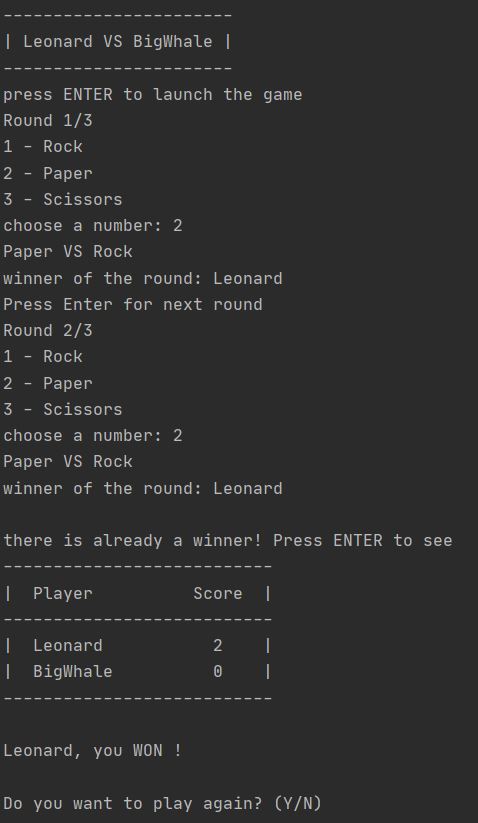 -----------------------
| Leonard VS BigWhale |
-----------------------
press ENTER to launch the game
Round 1/3
1 - Rock
2 - Paper
3 - Scissors
choose a number: 2
Paper VS Rock
winner of the round: Leonard
Press Enter for next round
Round 2/3
1 - Rock
2 - Paper
3 - Scissors
choose a number: 2
Paper VS Rock
winner of the round: Leonard

there is already a winner! Press ENTER to see
---------------------------
|  Player          Score  |
---------------------------
|  Leonard           2    |
|  BigWhale          0    |
---------------------------

Leonard, you WON !

Do you want to play again? (Y/N)